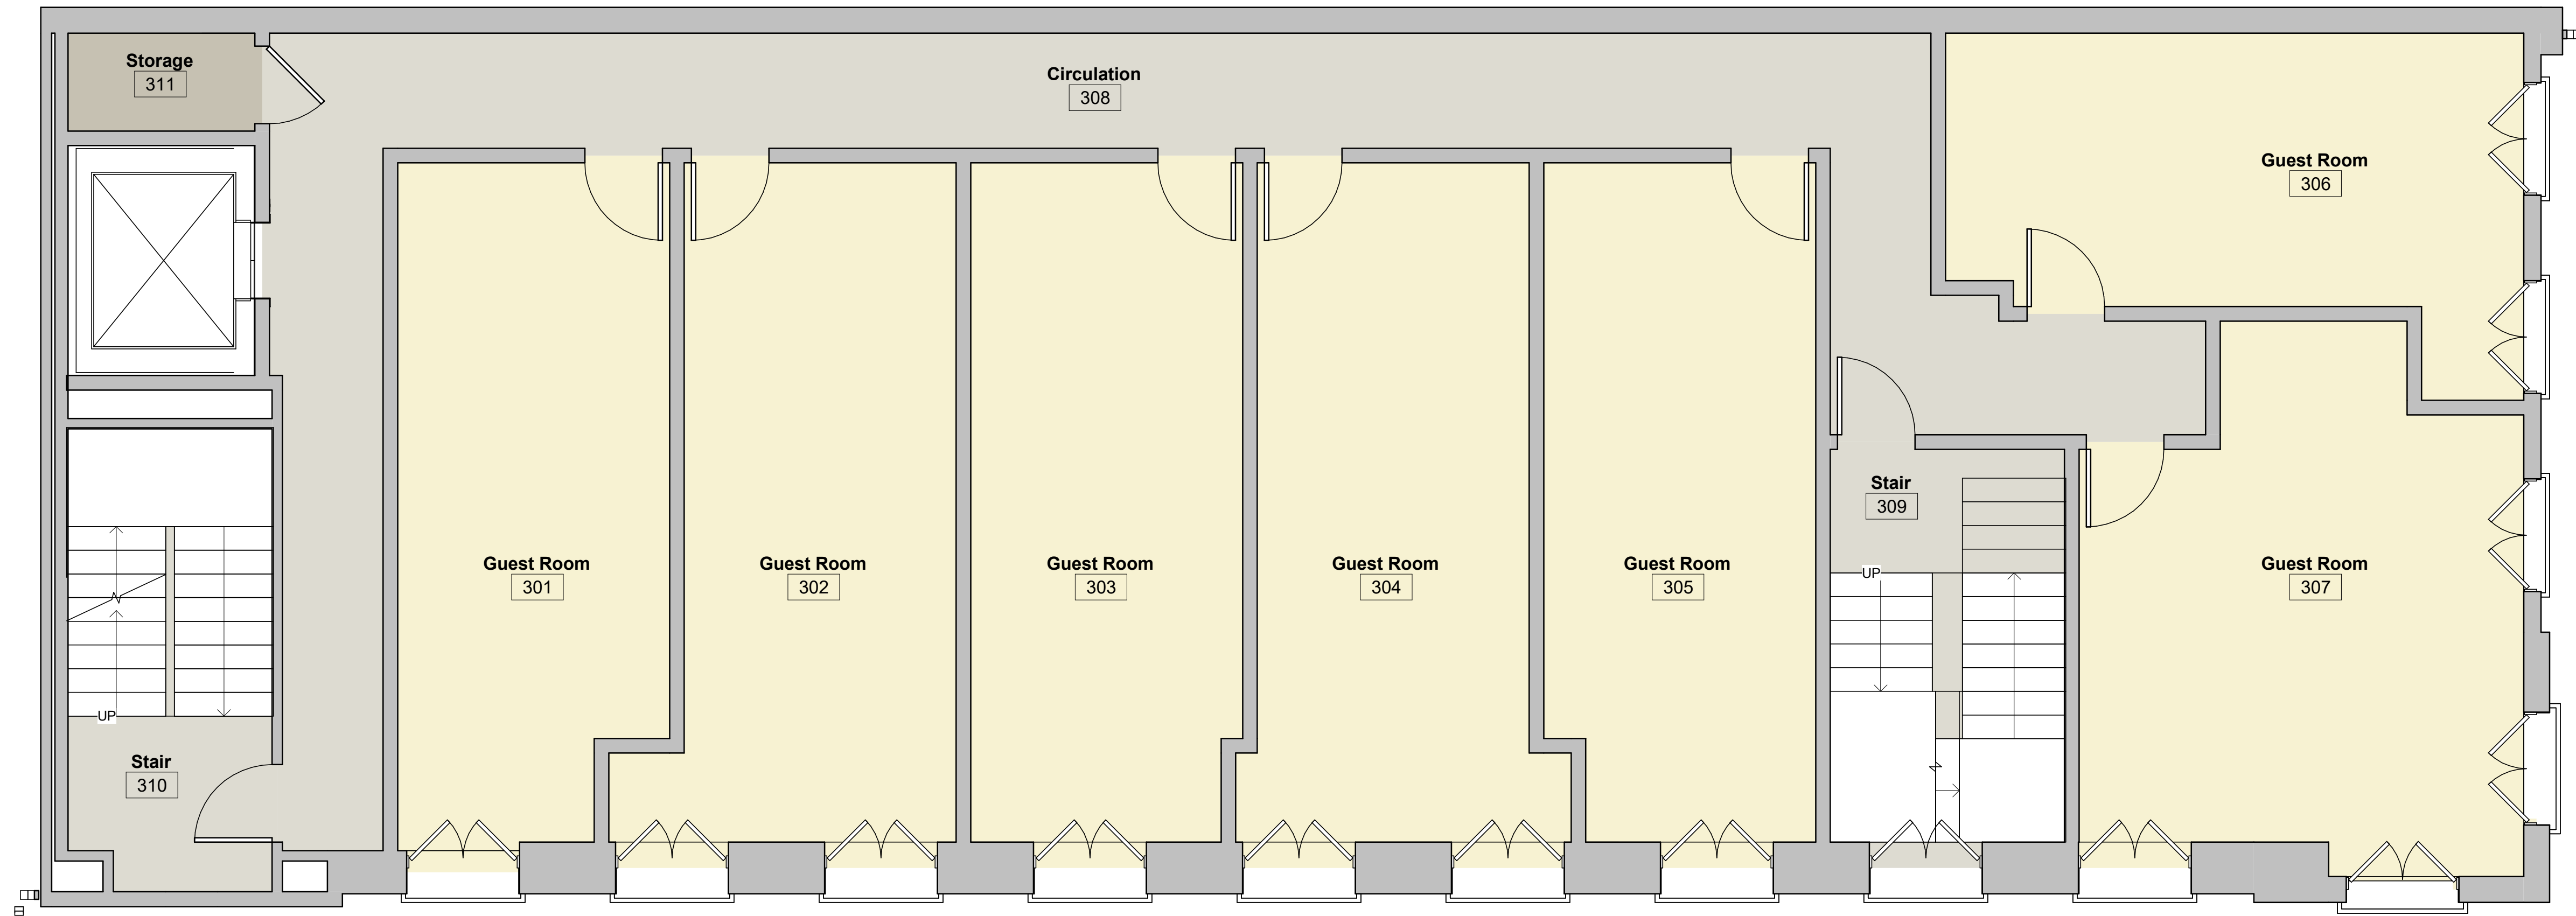 Storage
311
Circulation
308
Guest Room
306
Guest Room
301
Guest Room
302
Guest Room
303
Guest Room
304
Guest Room
305
Stair
309
UP
Guest Room
307
UP
Stair
310